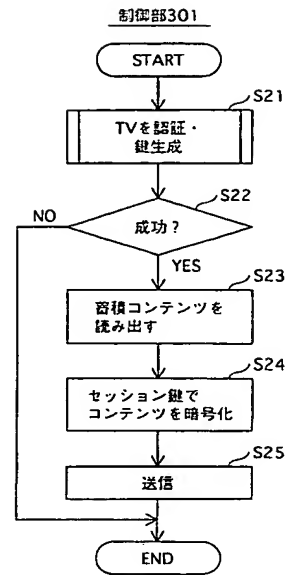 制御部301
START
S21
TVを認証・
鍵生成
S22
NO
成功？
YES
S23
蓄積コンテンツを
読み出す
S24
セッション鍵で
コンテンツを暗号化
S25
送信
END